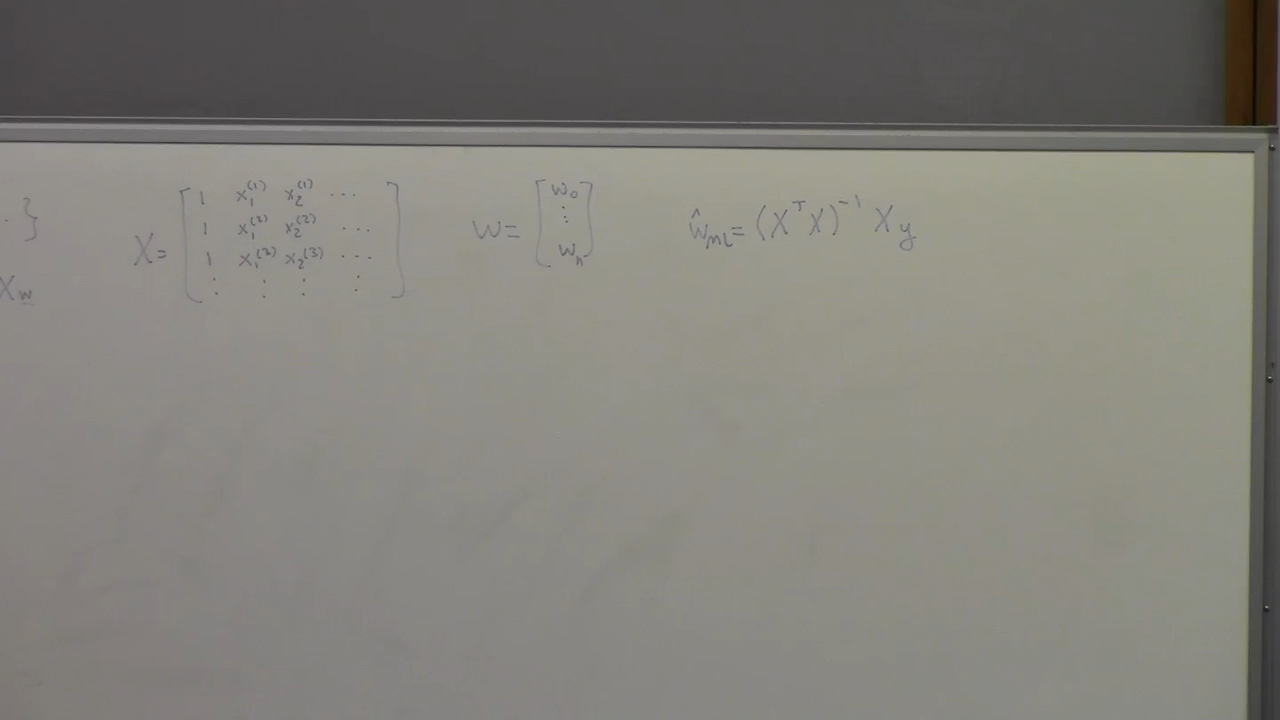 . }
Xw
X = [ 1 x₁⁽¹⁾ x₂⁽¹⁾ ...
1 x₁⁽²⁾ x₂⁽²⁾ ...
1 x₁⁽³⁾ x₂⁽³⁾ ...
⋮ ⋮ ⋮ ⋮ ]
w = [ w₀
⋮
wₙ ]
ŵ_ML = (XᵀX)⁻¹ X y